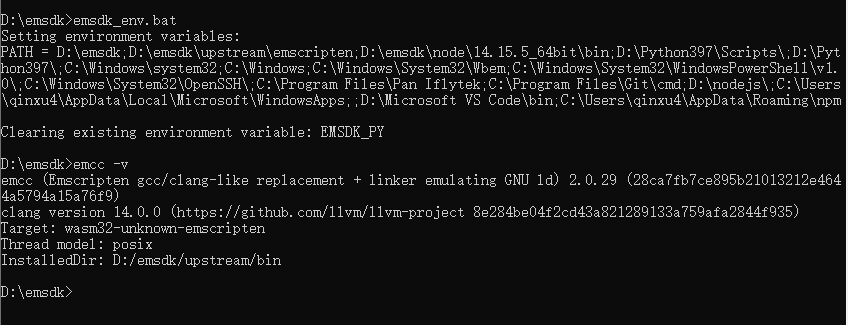 D:\emsdk>emsdk_env.bat
Setting environment variables:
PATH = D:\emsdk;D:\emsdk\upstream\emscripten;D:\emsdk\node\14.15.5_64bit\bin;D:\Python397\Scripts\;D:\Pyt
hon397\;C:\Windows\system32;C:\Windows;C:\Windows\System32\Wbem;C:\Windows\System32\WindowsPowerShell\v1.
0\;C:\Windows\System32\OpenSSH\;C:\Program Files\Pan Iflytek;C:\Program Files\Git\cmd;D:\nodejs\;C:\Users
\qinxu4\AppData\Local\Microsoft\WindowsApps;;D:\Microsoft VS Code\bin;C:\Users\qinxu4\AppData\Roaming\npm
Clearing existing environment variable: EMSDK_PY
D:\emsdk>emcc -v
emcc (Emscripten gcc/clang-like replacement + linker emulating GNU ld) 2.0.29 (28ca7fb7ce895b21013212e464
4a5794a15a76f9)
clang version 14.0.0 (https://github.com/llvm/llvm-project 8e284be04f2cd43a821289133a759afa2844f935)
Target: wasm32-unknown-emscripten
Thread model: posix
InstalledDir: D:/emsdk/upstream/bin
D:\emsdk>